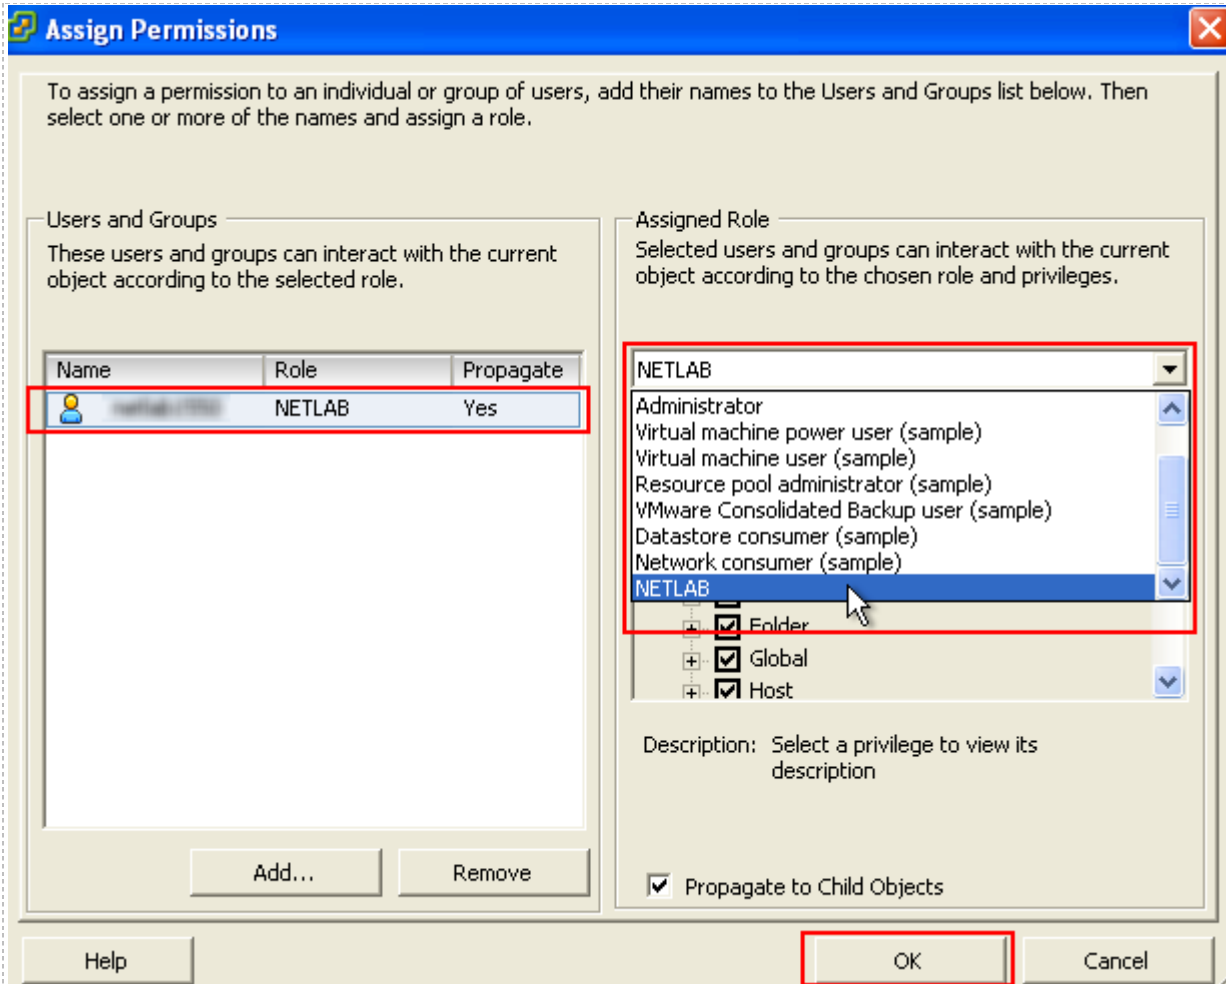 Assign Permissions
To assign a permission to an individual or group of users, add their names to the Users and Groups list below. Then
select one or more of the names and assign a role.
Users and Groups
These users and groups can interact with the current
object according to the selected role.
Name Role Propagate
NETLAB Yes
Add...
Remove
Assigned Role
Selected users and groups can interact with the current
object according to the chosen role and privileges.
NETLAB
Administrator
Virtual machine power user (sample)
Virtual machine user (sample)
Resource pool administrator (sample)
VMware Consolidated Backup user (sample)
Datastore consumer (sample)
Network consumer (sample)
NETLAB
Folder
Global
Host
Description: Select a privilege to view its
description
Propagate to Child Objects
Help
OK
Cancel